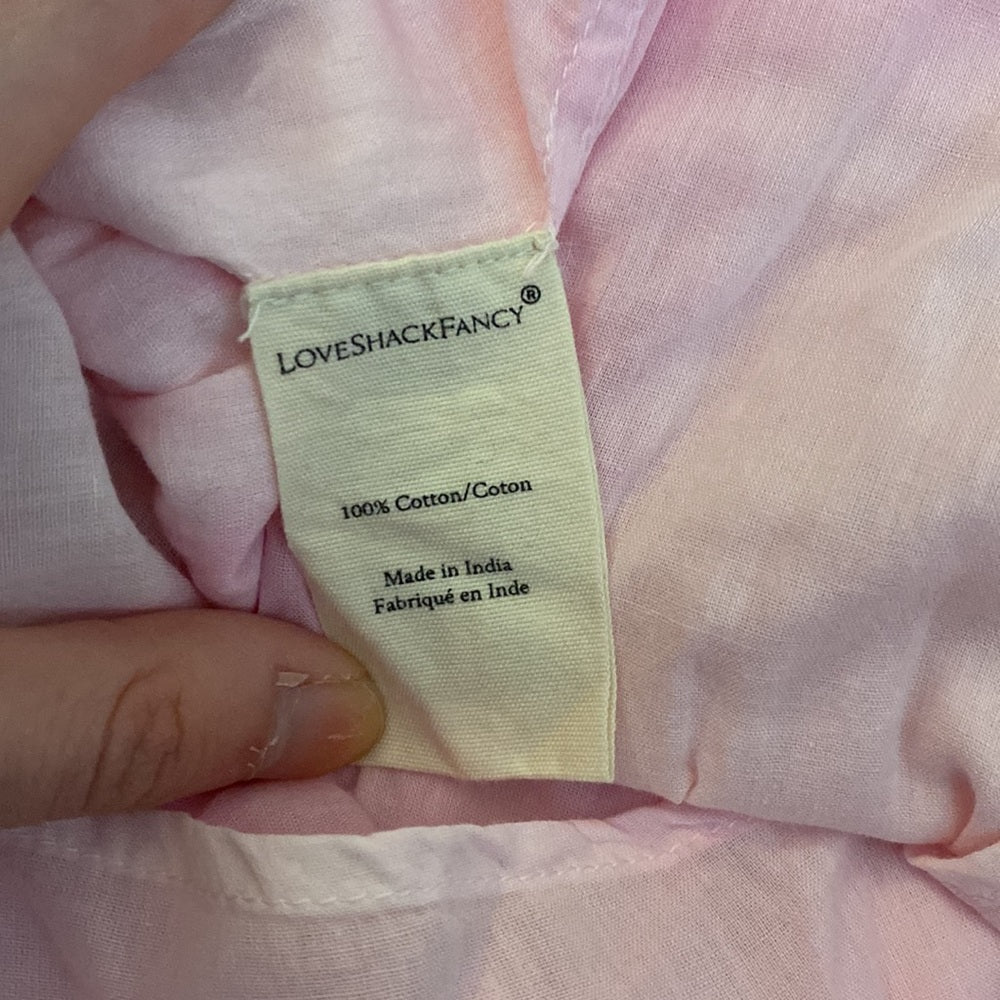 LOVESHACKFANCY®
100% Cotton/Coton
Made in India
Fabriqué en Inde